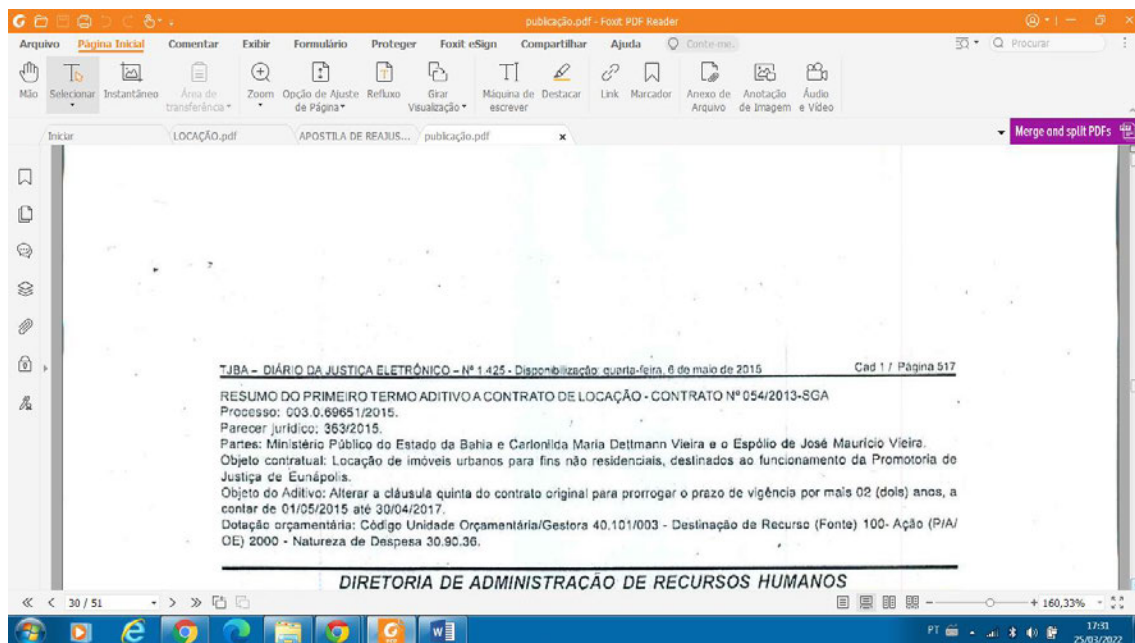 publicação.pdf - Foxit PDF Reader
Arquivo Página Inicial Comentar Exibir Formulário Proteger Foxit eSign Compartilhar Ajuda Conte-me. Procurar
Mão Selecionar Instantâneo Área de transferência Zoom Opção de Ajuste de Página Refluxo Girar Visualização Máquina de escrever Destacar Link Marcador Anexo de Arquivo Anotação de Imagem Áudio e Vídeo
Iniciar LOCAÇÃO.pdf APOSTILA DE REAJUS... publicação.pdf Merge and split PDFs
TJBA – DIÁRIO DA JUSTIÇA ELETRÔNICO – Nº 1.425 - Disponibilização: quarta-feira, 6 de maio de 2015 Cad 1 / Página 517
RESUMO DO PRIMEIRO TERMO ADITIVO A CONTRATO DE LOCAÇÃO - CONTRATO Nº 054/2013-SGA
Processo: 003.0.69651/2015.
Parecer jurídico: 363/2015.
Partes: Ministério Público do Estado da Bahia e Carlonilda Maria Dettmann Vieira e o Espólio de José Maurício Vieira.
Objeto contratual: Locação de imóveis urbanos para fins não residenciais, destinados ao funcionamento da Promotoria de
Justiça de Eunápolis.
Objeto do Aditivo: Alterar a cláusula quinta do contrato original para prorrogar o prazo de vigência por mais 02 (dois) anos, a
contar de 01/05/2015 até 30/04/2017.
Dotação orçamentária: Código Unidade Orçamentária/Gestora 40.101/003 - Destinação de Recurso (Fonte) 100- Ação (P/A/
OE) 2000 - Natureza de Despesa 30.90.36.
DIRETORIA DE ADMINISTRAÇÃO DE RECURSOS HUMANOS
30 / 51 160,33%
PT 17:31
25/03/2022